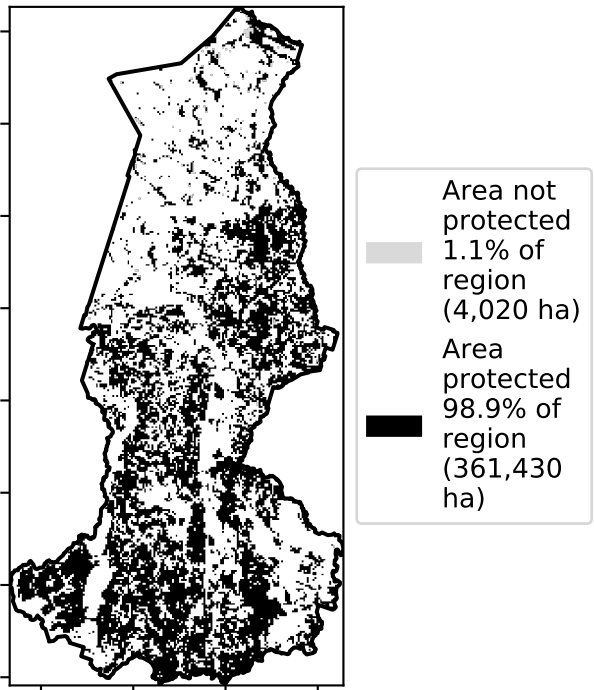 Area not
protected
1.1% of
region
(4,020 ha)
Area
protected
98.9% of
region
(361,430
ha)